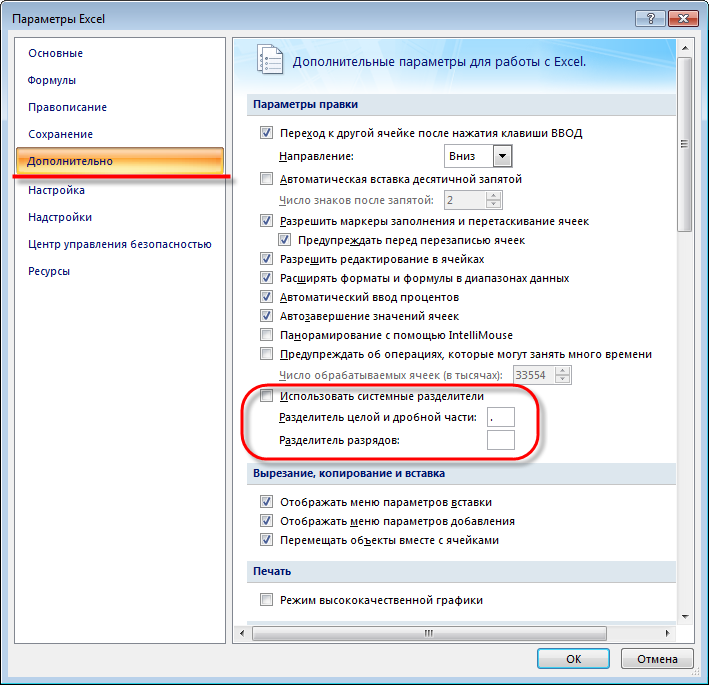 Параметры Excel
Основные
Формулы
Правописание
Сохранение
Дополнительно
Настройка
Надстройки
Центр управления безопасностью
Ресурсы
Дополнительные параметры для работы с Excel.
Параметры правки
Переход к другой ячейке после нажатия клавиши ВВОД
Направление: Вниз
Автоматическая вставка десятичной запятой
Число знаков после запятой: 2
Разрешить маркеры заполнения и перетаскивание ячеек
Предупреждать перед перезаписью ячеек
Разрешить редактирование в ячейках
Расширять форматы и формулы в диапазонах данных
Автоматический ввод процентов
Автозавершение значений ячеек
Панорамирование с помощью IntelliMouse
Предупреждать об операциях, которые могут занять много времени
Число обрабатываемых ячеек (в тысячах): 33554
Использовать системные разделители
Разделитель целой и дробной части: .
Разделитель разрядов:
Вырезание, копирование и вставка
Отображать меню параметров вставки
Отображать меню параметров добавления
Перемещать объекты вместе с ячейками
Печать
Режим высококачественной графики
ОК
Отмена